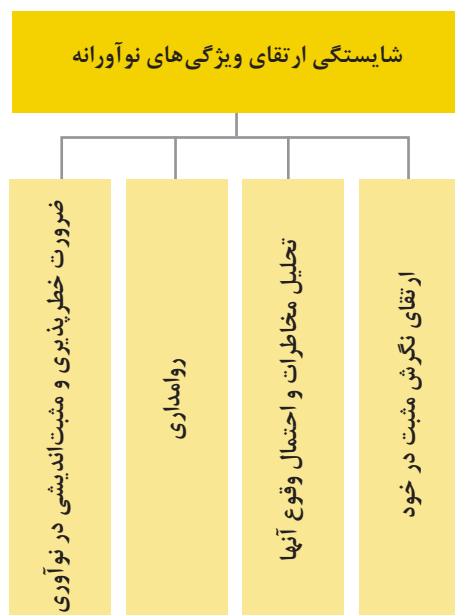 شایستگی ارتقای ویژگی‌های نوآورانه
ارتقای نگرش مثبت در خود
تحلیل مخاطرات و احتمال وقوع آنها
روامداری
ضرورت خطرپذیری و مثبت‌اندیشی در نوآوری